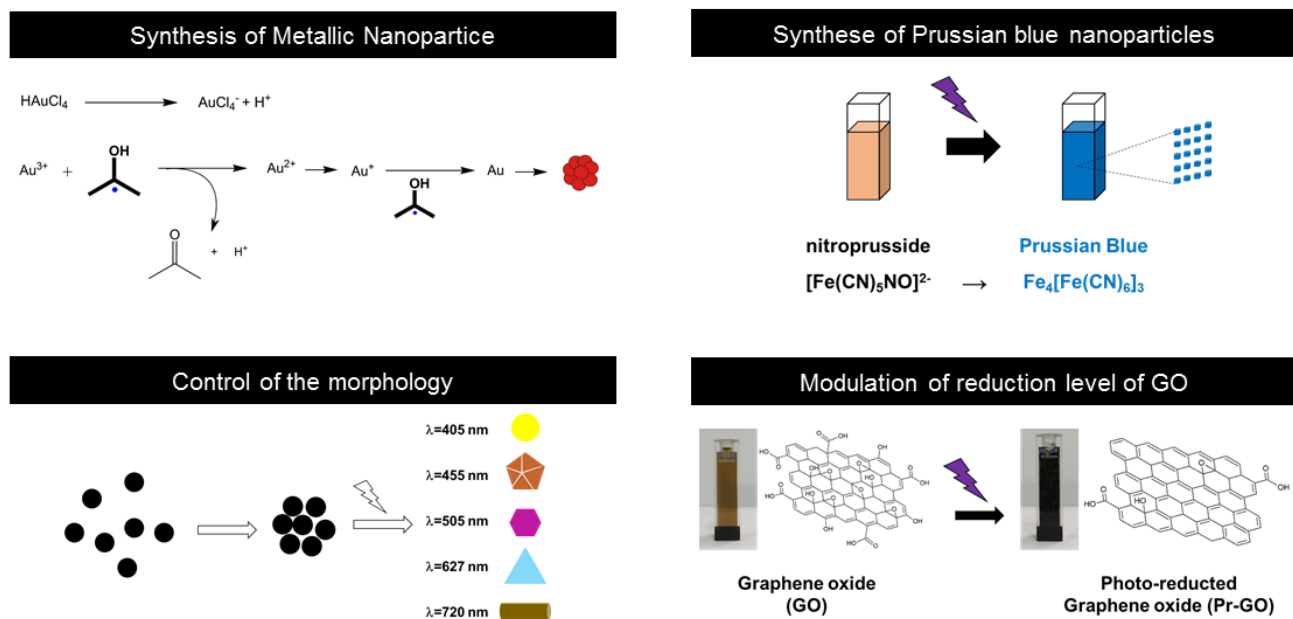 Synthesis of Metallic Nanopartice
HAuCl₄ AuCl₄⁻ + H⁺
OH
Au³⁺ + Au²⁺ Au⁺ Au
OH
O
+ H⁺
Synthese of Prussian blue nanoparticles
nitroprusside Prussian Blue
[Fe(CN)₅NO]²⁻ → Fe₄[Fe(CN)₆]₃
Control of the morphology
λ=405 nm
λ=455 nm
λ=505 nm
λ=627 nm
λ=720 nm
Modulation of reduction level of GO
Graphene oxide
(GO)
Photo-reducted
Graphene oxide (Pr-GO)